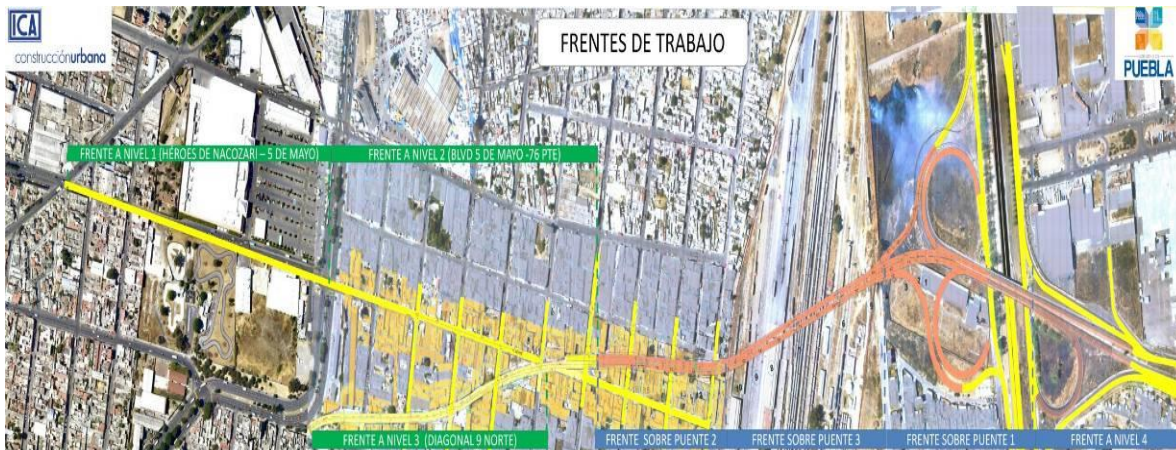 ICA
construcciónurbana
FRENTES DE TRABAJO
PUEBLA
FRENTE A NIVEL 1 (HÉROES DE NACOZARI – 5 DE MAYO)
FRENTE A NIVEL 2 (BLVD 5 DE MAYO -76 PTE)
FRENTE A NIVEL 3 (DIAGONAL 9 NORTE)
FRENTE SOBRE PUENTE 2
FRENTE SOBRE PUENTE 3
FRENTE SOBRE PUENTE 1
FRENTE A NIVEL 4